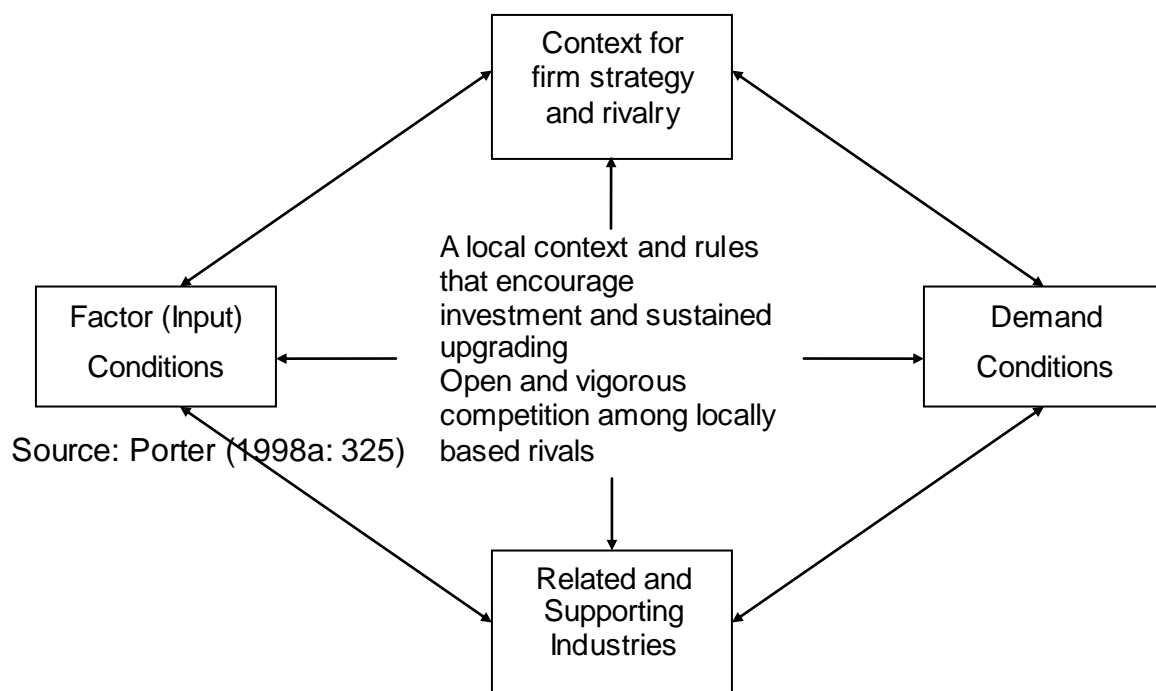 Context for
firm strategy
and rivalry
A local context and rules
that encourage
investment and sustained
upgrading
Open and vigorous
competition among locally
based rivals
Factor (Input)
Conditions
Demand
Conditions
Source: Porter (1998a: 325)
Related and
Supporting
Industries